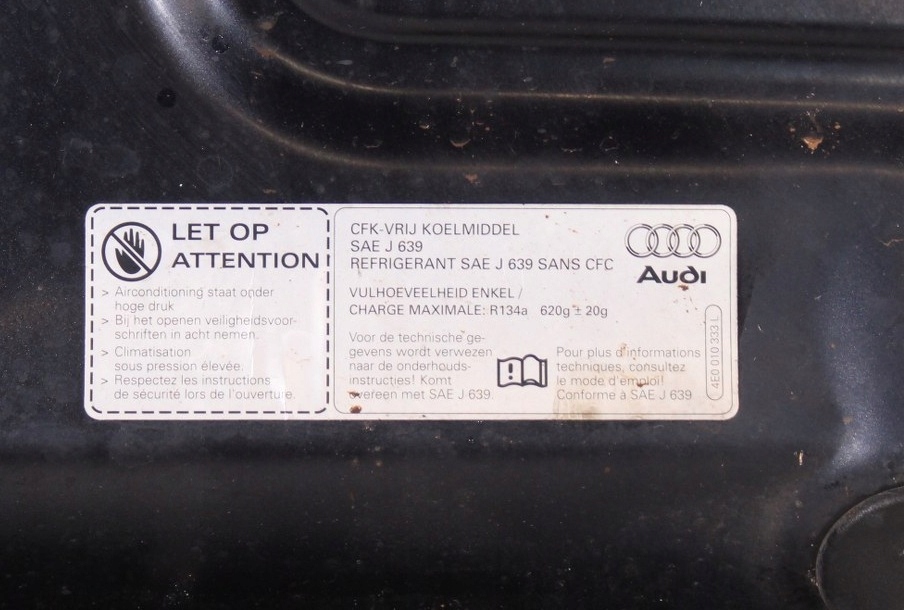 LET OP
ATTENTION
> Airconditioning staat onder
hoge druk
> Bij het openen veiligheidsvoor-
schriften in acht nemen.
> Climatisation
sous pression élevée.
> Respectez les instructions
de sécurité lors de l'ouverture.
CFK-VRIJ KOELMIDDEL
SAE J 639
REFRIGERANT SAE J 639 SANS CFC
VULHOEVEELHEID ENKEL/
CHARGE MAXIMALE: R134a 620g ± 20g
Voor de technische ge-
gevens wordt verwezen
naar de onderhouds-
instructies! Komt
overeen met SAE J 639.
Pour plus d'informations
techniques, consultez
le mode d'emploi!
Conforme à SAE J 639
Audi
4E0 010 333 L